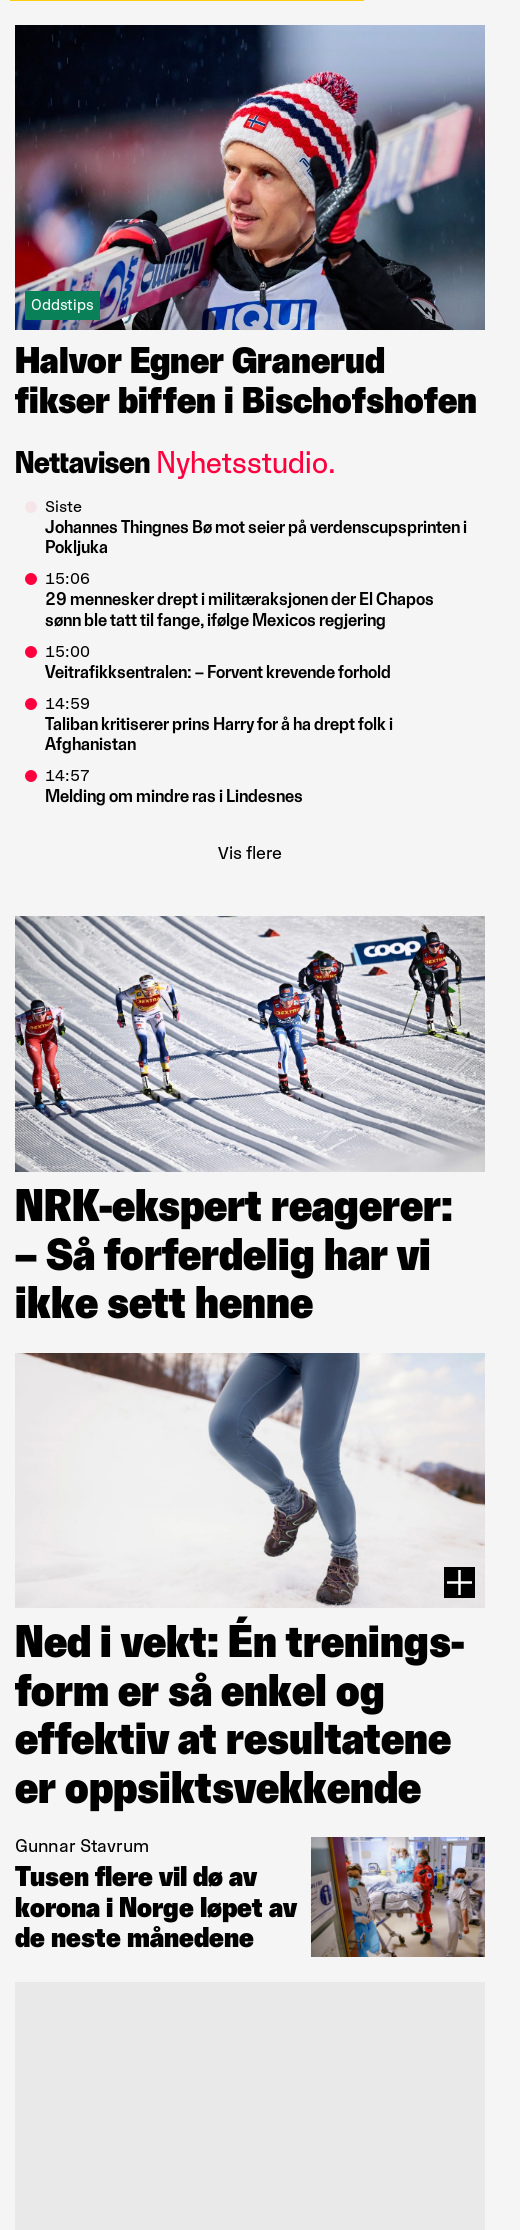 Manner
LIQUI
Oddstips
Halvor Egner Granerud
fikser biffen i Bischofshofen
Nettavisen Nyhetsstudio.
Siste
Johannes Thingnes Bø mot seier på verdenscupsprinten i
Pokljuka
15:06
29 mennesker drept i militæraksjonen der El Chapos
sønn ble tatt til fange, ifølge Mexicos regjering
15:00
Veitrafikksentralen: – Forvent krevende forhold
14:59
Taliban kritiserer prins Harry for å ha drept folk i
Afghanistan
14:57
Melding om mindre ras i Lindesnes
Vis flere
coop
NRK-ekspert reagerer:
– Så forferdelig har vi
ikke sett henne
Ned i vekt: Én trenings-
form er så enkel og
effektiv at resultatene
er oppsiktsvekkende
Gunnar Stavrum
Tusen flere vil dø av
korona i Norge løpet av
de neste månedene